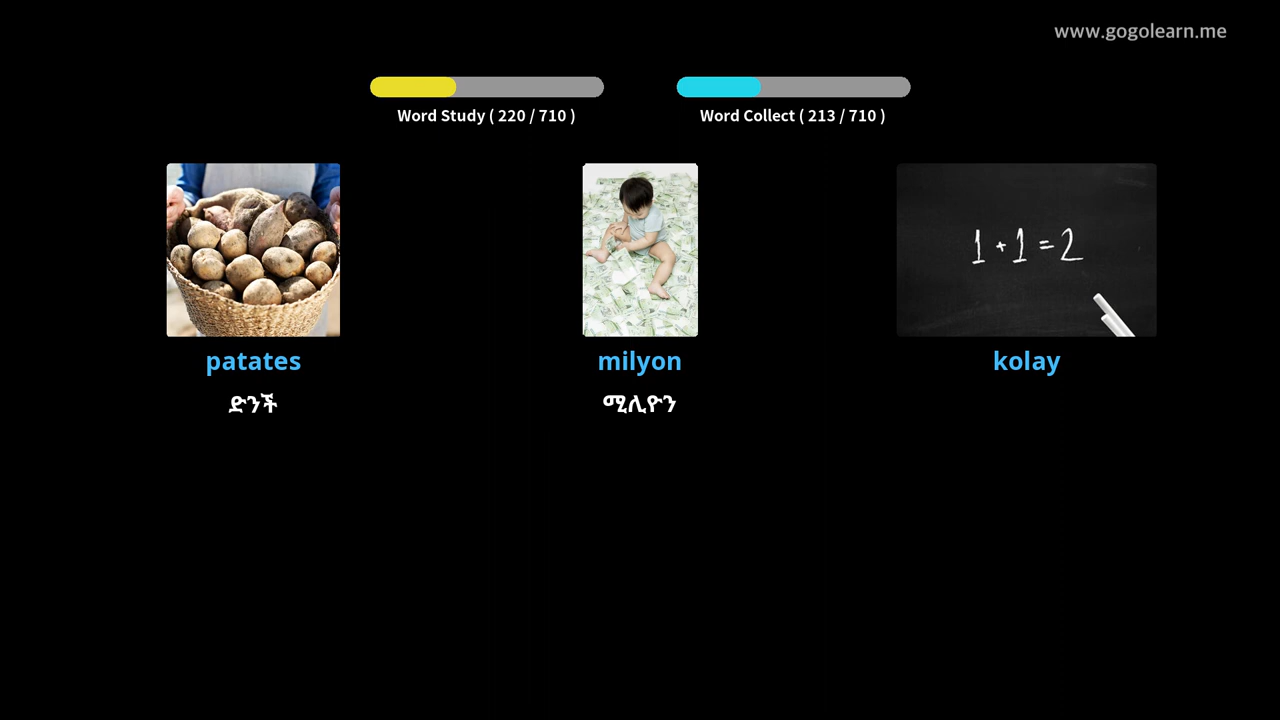 www.gogolearn.me
Word Study ( 220 / 710 )
Word Collect ( 213 / 710 )
1 + 1 = 2
patates
milyon
kolay
ድንች
ሚሊዮን